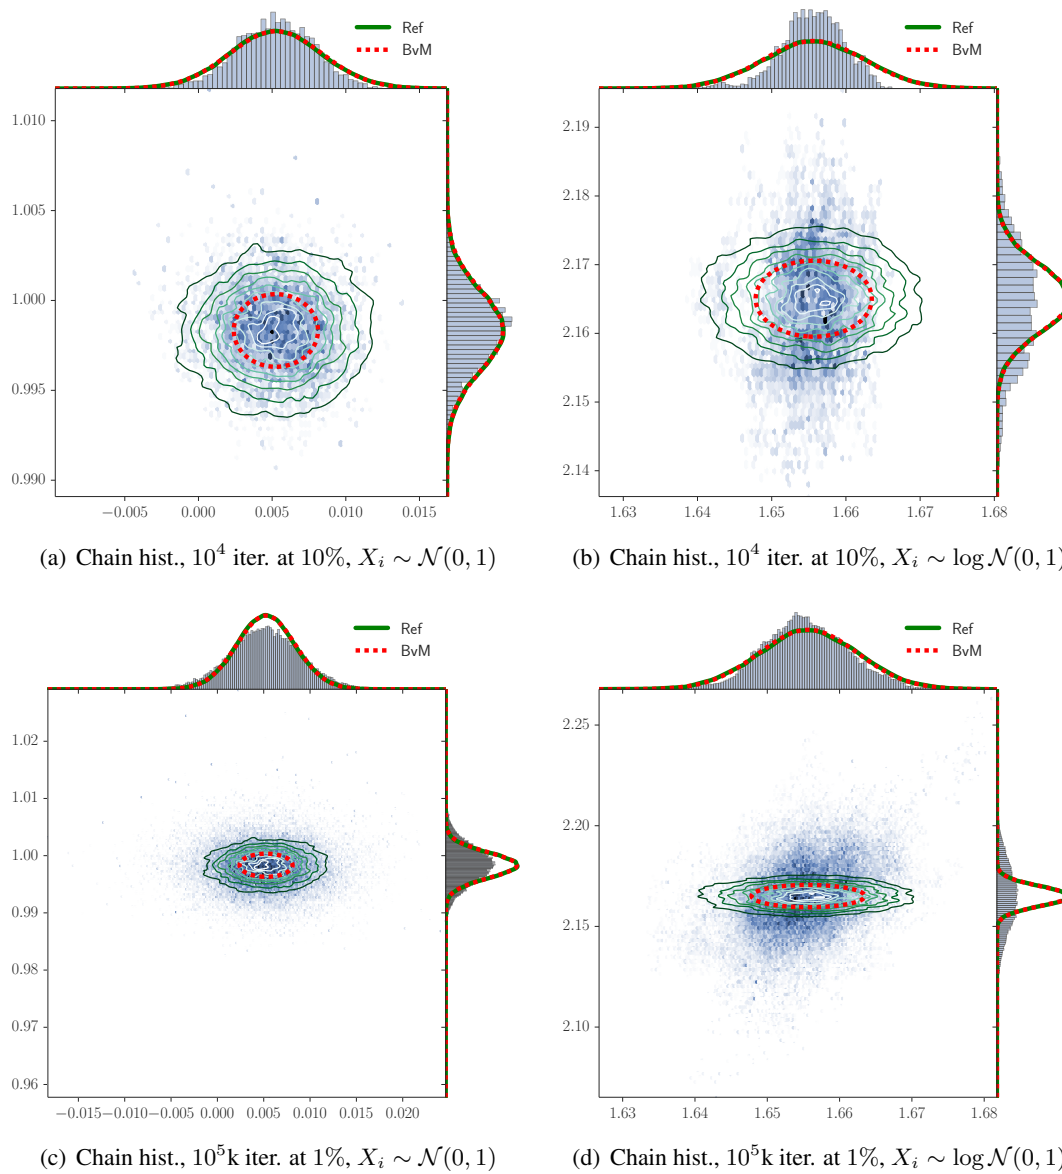 Ref
BvM
1.010
1.005
1.000
0.995
0.990
−0.005 0.000 0.005 0.010 0.015
(a) Chain hist., 10⁴ iter. at 10%, Xᵢ ∼ 𝒩(0, 1)
Ref
BvM
2.19
2.18
2.17
2.16
2.15
2.14
1.63 1.64 1.65 1.66 1.67 1.68
(b) Chain hist., 10⁴ iter. at 10%, Xᵢ ∼ log 𝒩(0, 1)
Ref
BvM
1.02
1.01
1.00
0.99
0.98
0.97
0.96
−0.015−0.010−0.005 0.000 0.005 0.010 0.015 0.020
(c) Chain hist., 10⁵k iter. at 1%, Xᵢ ∼ 𝒩(0, 1)
Ref
BvM
2.25
2.20
2.15
2.10
1.63 1.64 1.65 1.66 1.67 1.68
(d) Chain hist., 10⁵k iter. at 1%, Xᵢ ∼ log 𝒩(0, 1)